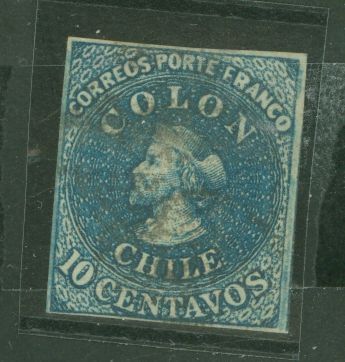 CORREOS PORTE FRANCO
COLON
CHILE
10 CENTAVOS